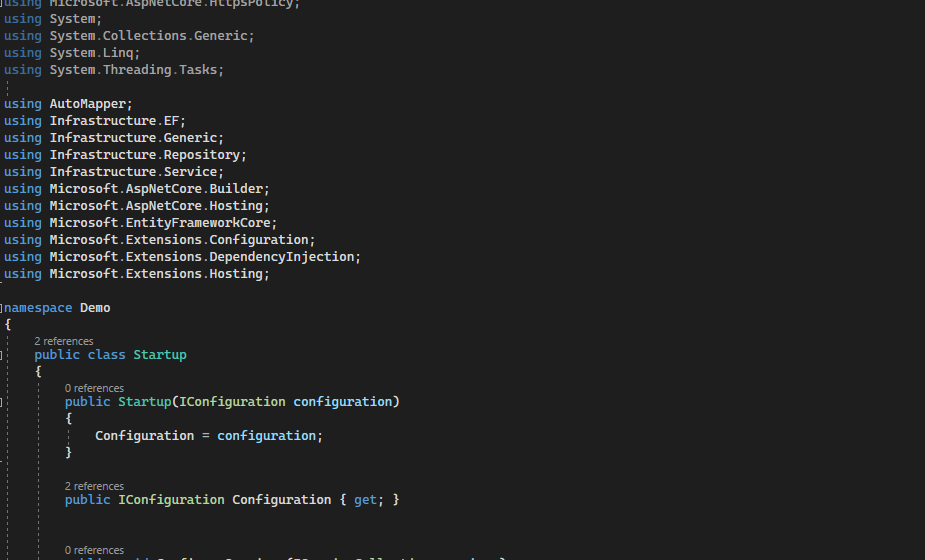 using Microsoft.AspNetCore.HttpsPolicy;
using System;
using System.Collections.Generic;
using System.Linq;
using System.Threading.Tasks;
using AutoMapper;
using Infrastructure.EF;
using Infrastructure.Generic;
using Infrastructure.Repository;
using Infrastructure.Service;
using Microsoft.AspNetCore.Builder;
using Microsoft.AspNetCore.Hosting;
using Microsoft.EntityFrameworkCore;
using Microsoft.Extensions.Configuration;
using Microsoft.Extensions.DependencyInjection;
using Microsoft.Extensions.Hosting;
namespace Demo
{
2 references
public class Startup
{
0 references
public Startup(IConfiguration configuration)
{
Configuration = configuration;
}
2 references
public IConfiguration Configuration { get; }
0 references